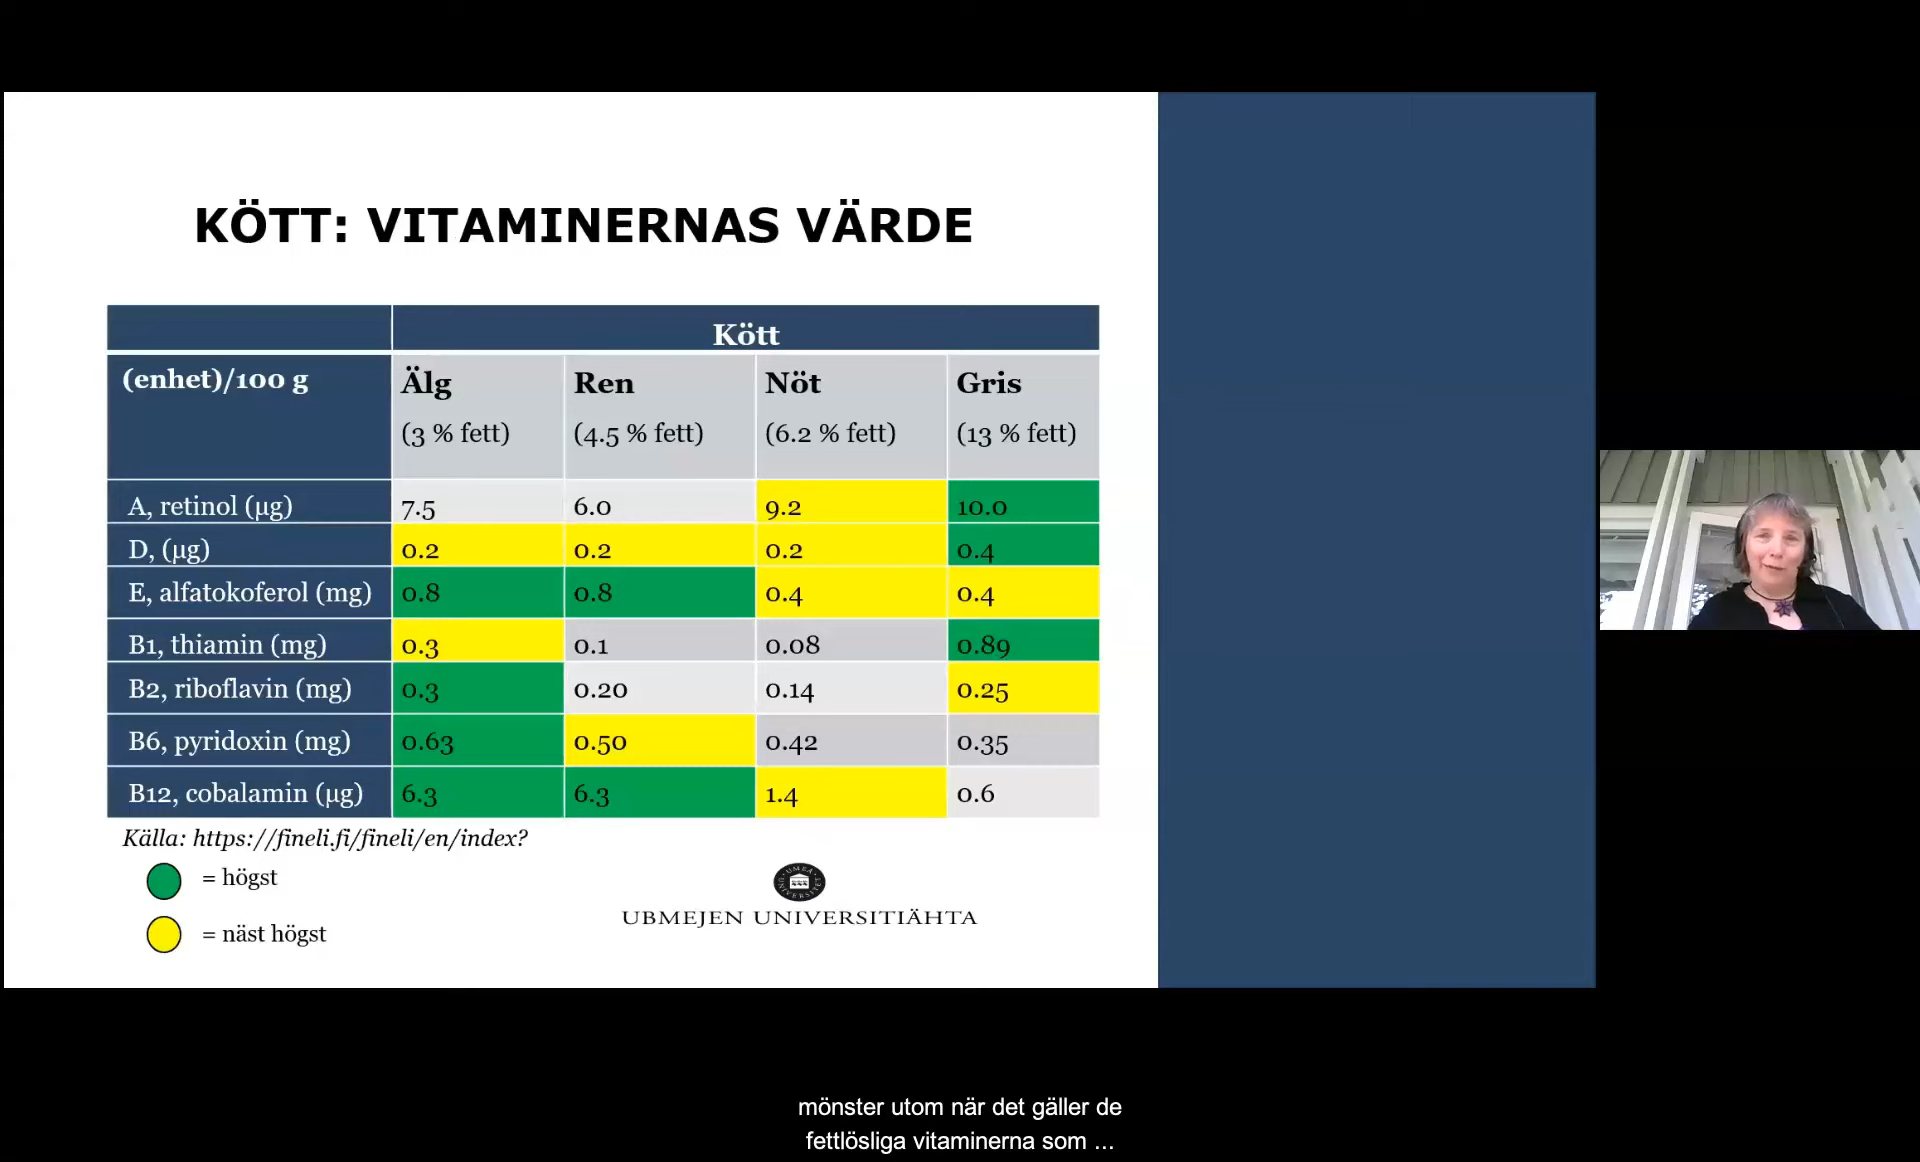 KÖTT: VITAMINERNAS VÄRDE
Kött
(enhet)/100 g Älg Ren Nöt Gris
(3 % fett) (4.5 % fett) (6.2 % fett) (13 % fett)
A, retinol (µg) 7.5 6.0 9.2 10.0
D, (µg) 0.2 0.2 0.2 0.4
E, alfatokoferol (mg) 0.8 0.8 0.4 0.4
B1, thiamin (mg) 0.3 0.1 0.08 0.89
B2, riboflavin (mg) 0.3 0.20 0.14 0.25
B6, pyridoxin (mg) 0.63 0.50 0.42 0.35
B12, cobalamin (µg) 6.3 6.3 1.4 0.6
Källa: https://fineli.fi/fineli/en/index?
= högst
= näst högst
UBMEJEN UNIVERSITIÄHTA
mönster utom när det gäller de
fettlösliga vitaminerna som ...